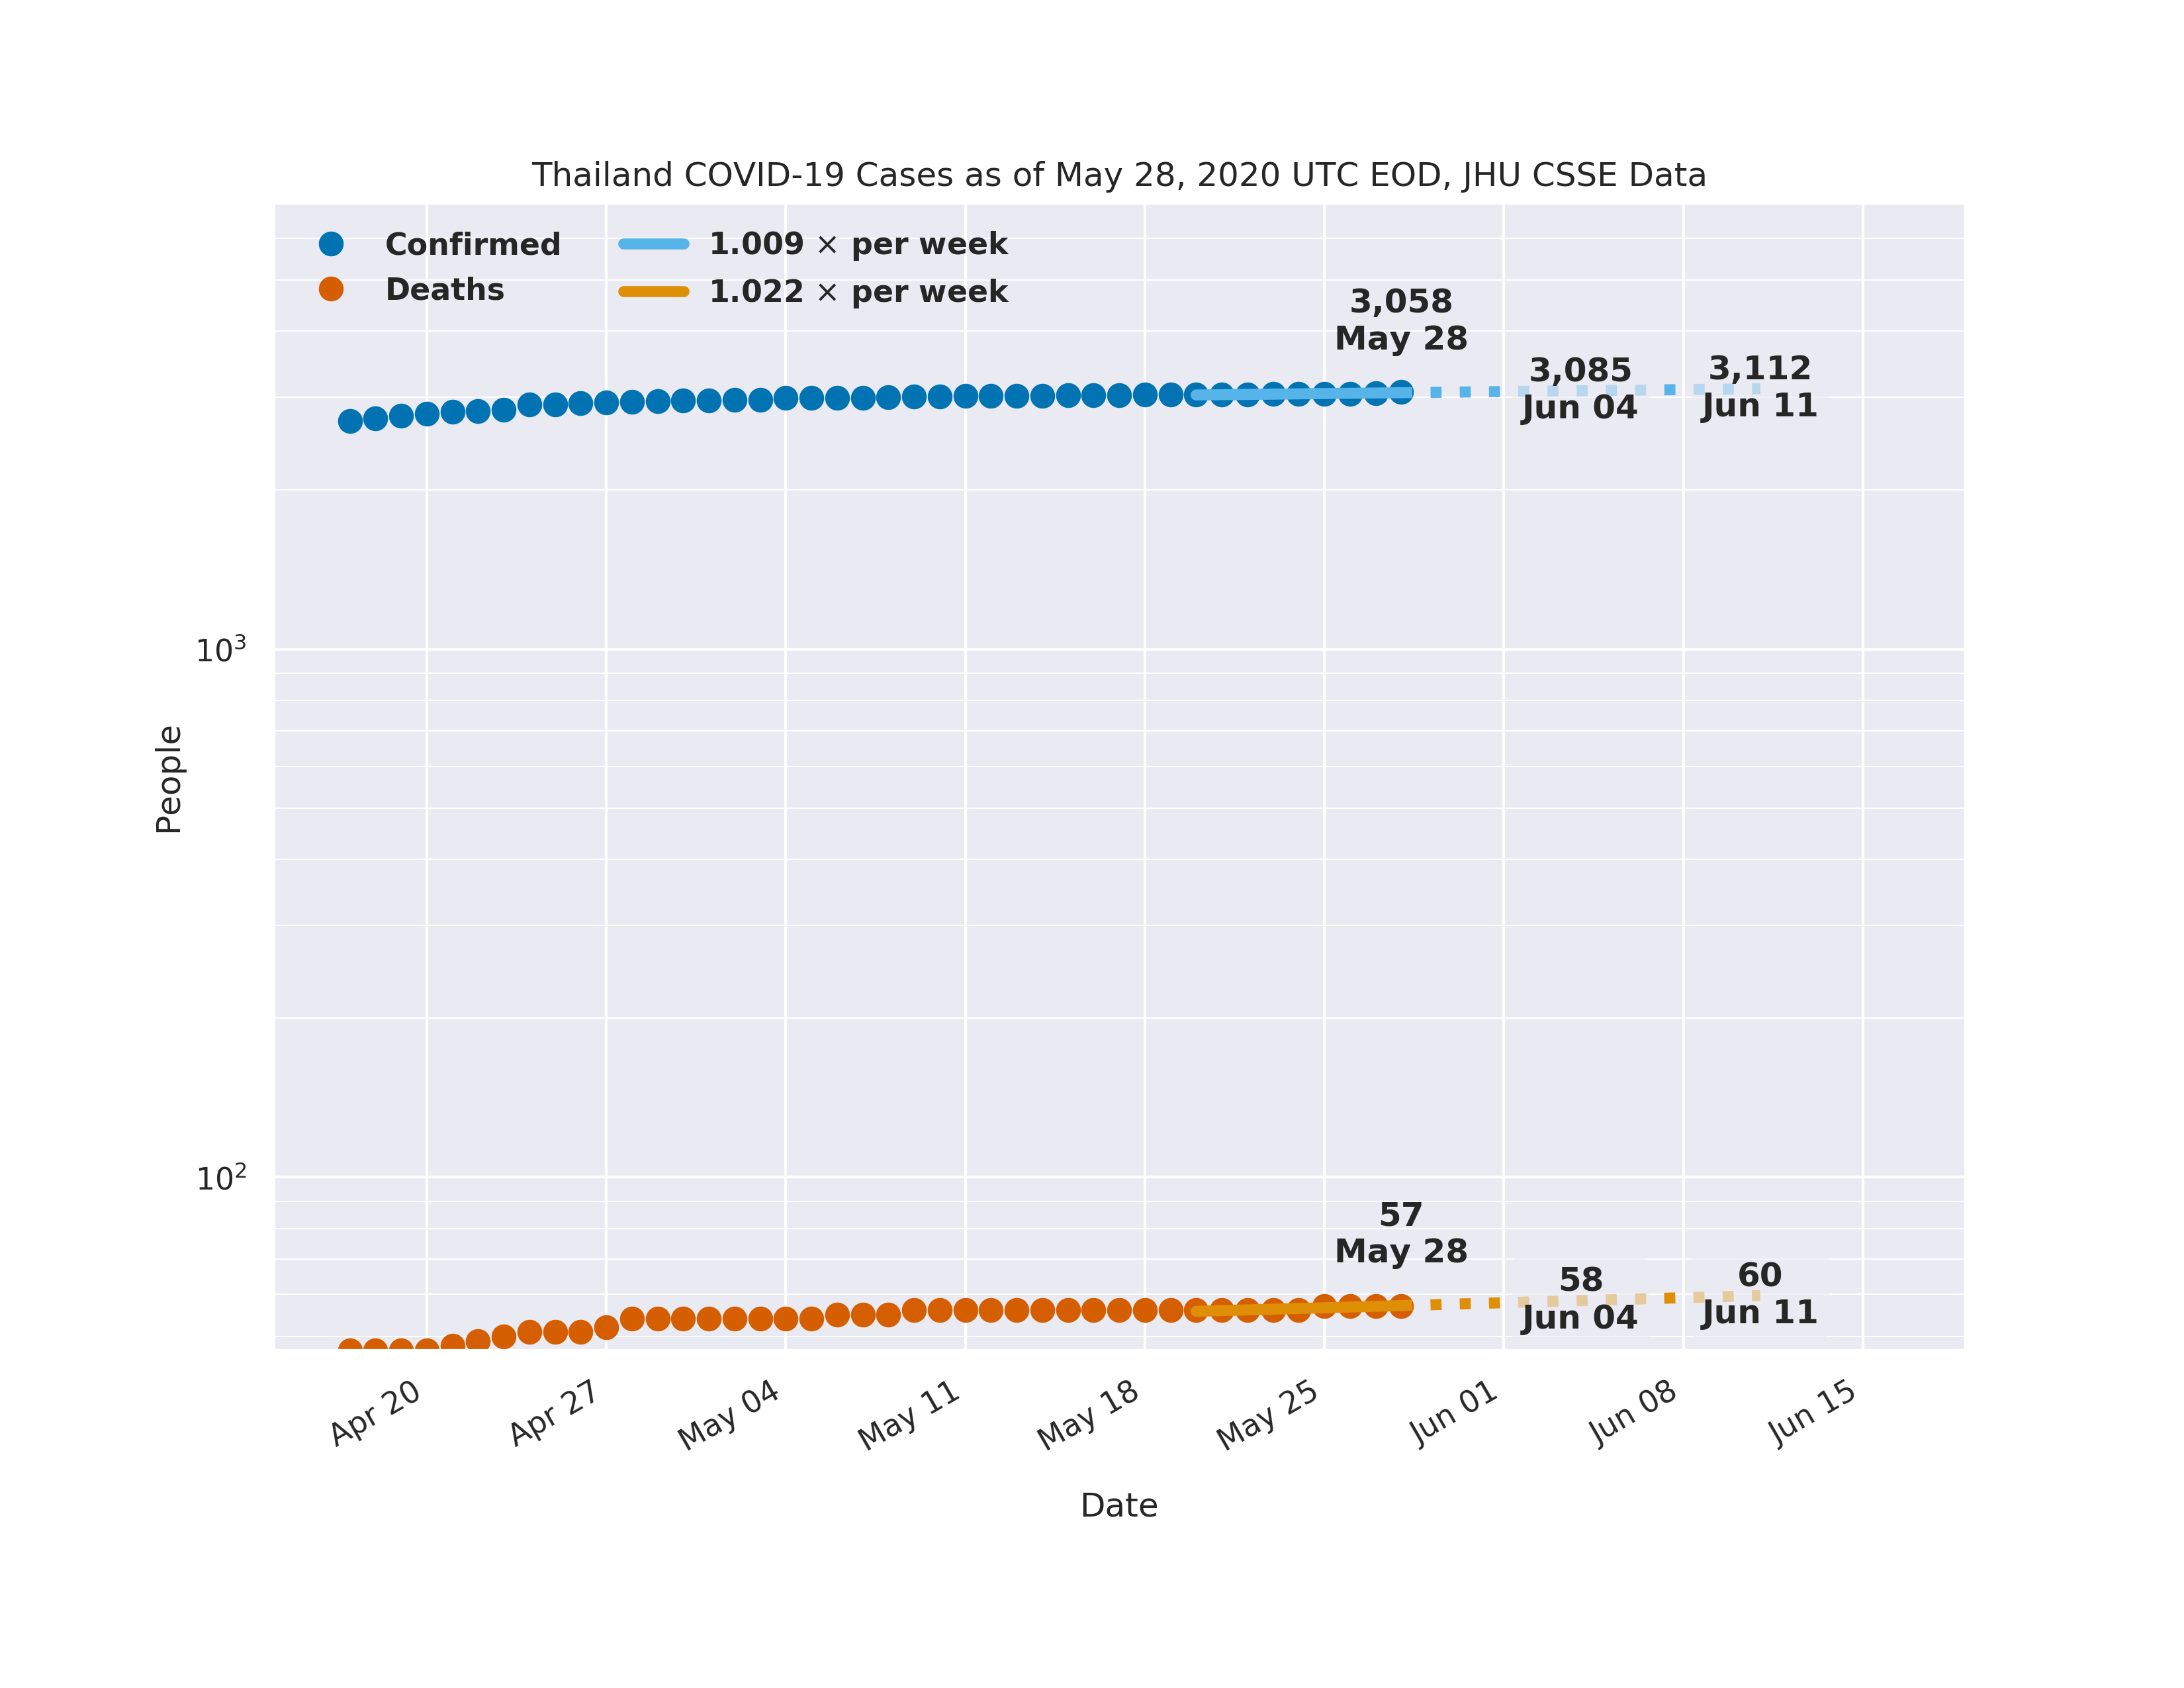 Thailand COVID-19 Cases as of May 28, 2020 UTC EOD, JHU CSSE Data
Confirmed
Deaths
1.009 × per week
1.022 × per week
3,058
May 28
3,085
Jun 04
3,112
Jun 11
10³
People
10²
57
May 28
58
Jun 04
60
Jun 11
Apr 20
Apr 27
May 04
May 11
May 18
May 25
Jun 01
Jun 08
Jun 15
Date